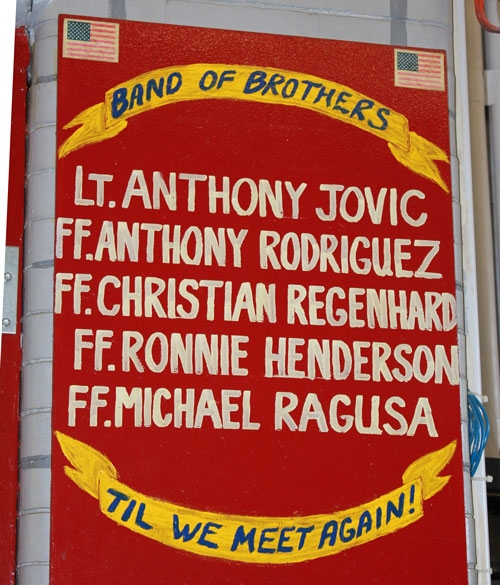 BAND OF BROTHERS
LT. ANTHONY JOVIC
FF. ANTHONY RODRIGUEZ
FF. CHRISTIAN REGENHARD
FF. RONNIE HENDERSON
FF. MICHAEL RAGUSA
TIL WE MEET AGAIN!